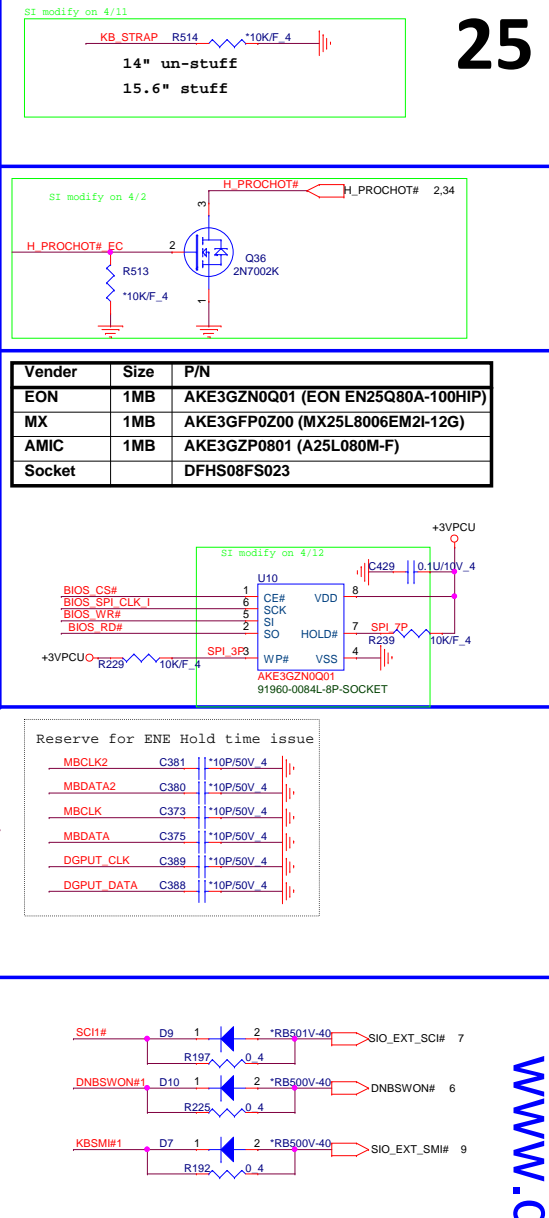 SI modify on 4/11
25
KB_STRAP R514 *10K/F_4
14" un-stuff
15.6" stuff
SI modify on 4/2
H_PROCHOT# H_PROCHOT# 2,34
3
H_PROCHOT#_EC 2
Q36
2N7002K
R513
*10K/F_4
1
Vender Size P/N
EON 1MB AKE3GZN0Q01 (EON EN25Q80A-100HIP)
MX 1MB AKE3GFP0Z00 (MX25L8006EM2I-12G)
AMIC 1MB AKE3GZP0801 (A25L080M-F)
Socket DFHS08FS023
+3VPCU
SI modify on 4/12
C429 0.1U/10V_4
U10
BIOS_CS# 1 CE# VDD 8
BIOS_SPI_CLK_I 6 SCK
BIOS_WR# 5 SI
BIOS_RD# 2 SO HOLD# 7 SPI_7P
R239 10K/F_4
+3VPCU R229 10K/F_4 SPI_3P 3 WP# VSS 4
AKE3GZN0Q01
91960-0084L-8P-SOCKET
Reserve for ENE Hold time issue
MBCLK2 C381 *10P/50V_4
MBDATA2 C380 *10P/50V_4
MBCLK C373 *10P/50V_4
MBDATA C375 *10P/50V_4
DGPUT_CLK C389 *10P/50V_4
DGPUT_DATA C388 *10P/50V_4
SCI1# D9 1 2 *RB501V-40 SIO_EXT_SCI# 7
R197 0_4
DNBSWON#1 D10 1 2 *RB500V-40 DNBSWON# 6
R225 0_4
KBSMI#1 D7 1 2 *RB500V-40 SIO_EXT_SMI# 9
R192 0_4
www.c